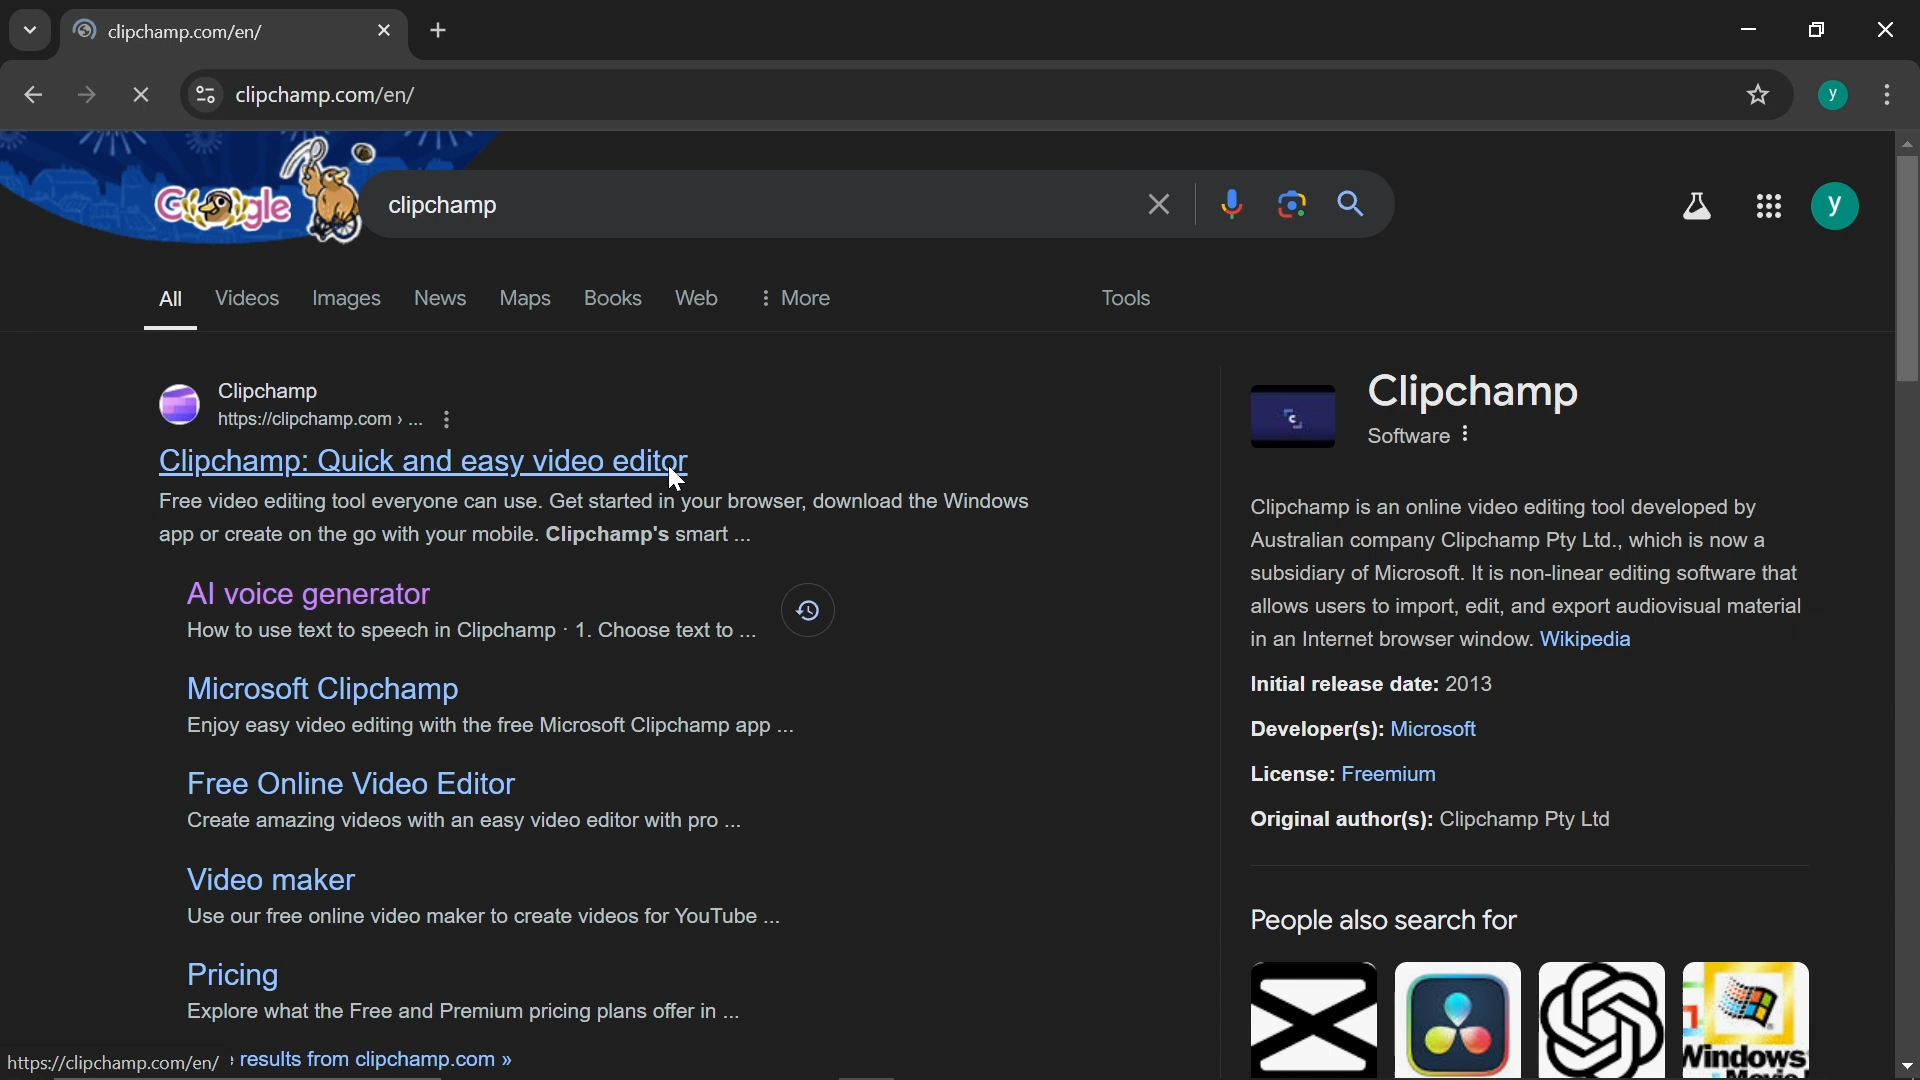 clipchamp.com/en/
clipchamp.com/en/
y
Google
clipchamp
y
All
Videos
Images
News
Maps
Books
Web
More
Tools
Clipchamp
https://clipchamp.com › ...
Clipchamp: Quick and easy video editor
Free video editing tool everyone can use. Get started in your browser, download the Windows
app or create on the go with your mobile. Clipchamp's smart ...
AI voice generator
How to use text to speech in Clipchamp · 1. Choose text to ...
Microsoft Clipchamp
Enjoy easy video editing with the free Microsoft Clipchamp app ...
Free Online Video Editor
Create amazing videos with an easy video editor with pro ...
Video maker
Use our free online video maker to create videos for YouTube ...
Pricing
Explore what the Free and Premium pricing plans offer in ...
results from clipchamp.com »
https://clipchamp.com/en/
Clipchamp
Software
Clipchamp is an online video editing tool developed by
Australian company Clipchamp Pty Ltd., which is now a
subsidiary of Microsoft. It is non-linear editing software that
allows users to import, edit, and export audiovisual material
in an Internet browser window. Wikipedia
Initial release date: 2013
Developer(s): Microsoft
License: Freemium
Original author(s): Clipchamp Pty Ltd
People also search for
Windows